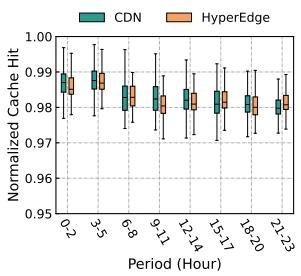 CDN HyperEdge
Normalized Cache Hit
1.00
0.99
0.98
0.97
0.96
0.95
0-2 3-5 6-8 9-11 12-14 15-17 18-20 21-23
Period (Hour)